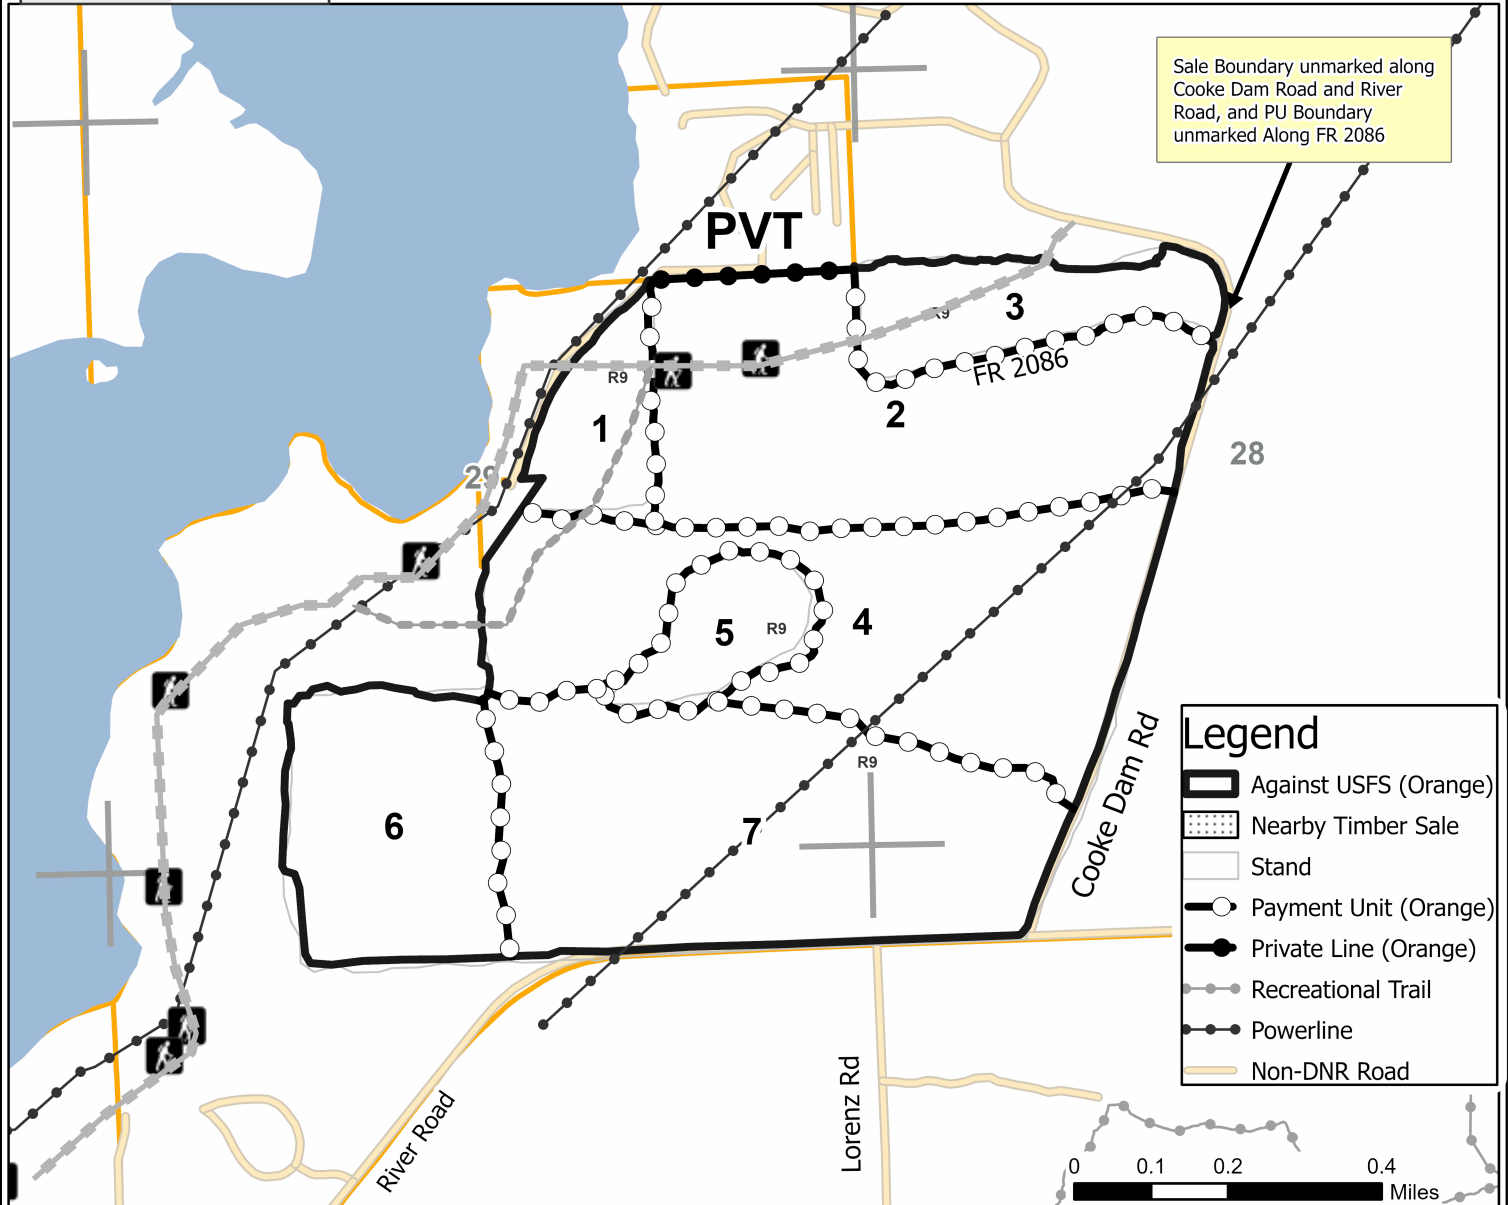 Sale Boundary unmarked along
Cooke Dam Road and River
Road, and PU Boundary
unmarked Along FR 2086
PVT
R9
3
FR 2086
R9
1
2
28
29
5
R9
4
R9
6
7
Cooke Dam Rd
Legend
Against USFS (Orange)
Nearby Timber Sale
Stand
Payment Unit (Orange)
Private Line (Orange)
Recreational Trail
Powerline
Non-DNR Road
River Road
Lorenz Rd
0 0.1 0.2 0.4
Miles